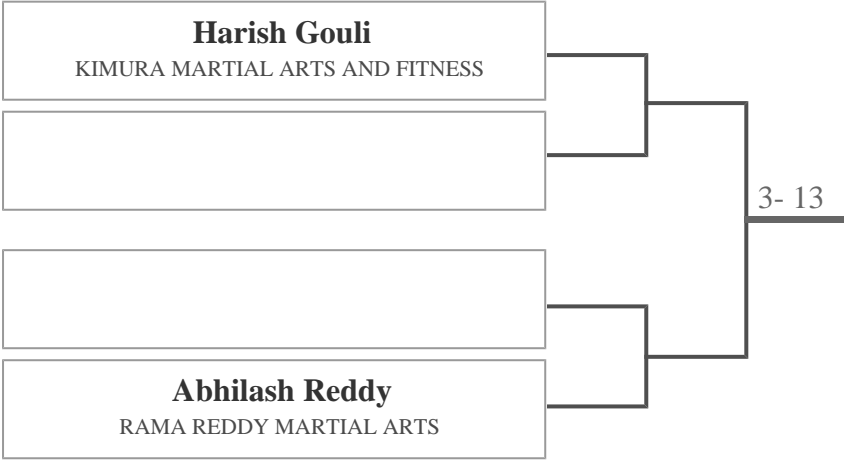 Harish Gouli
KIMURA MARTIAL ARTS AND FITNESS
3- 13
Abhilash Reddy
RAMA REDDY MARTIAL ARTS